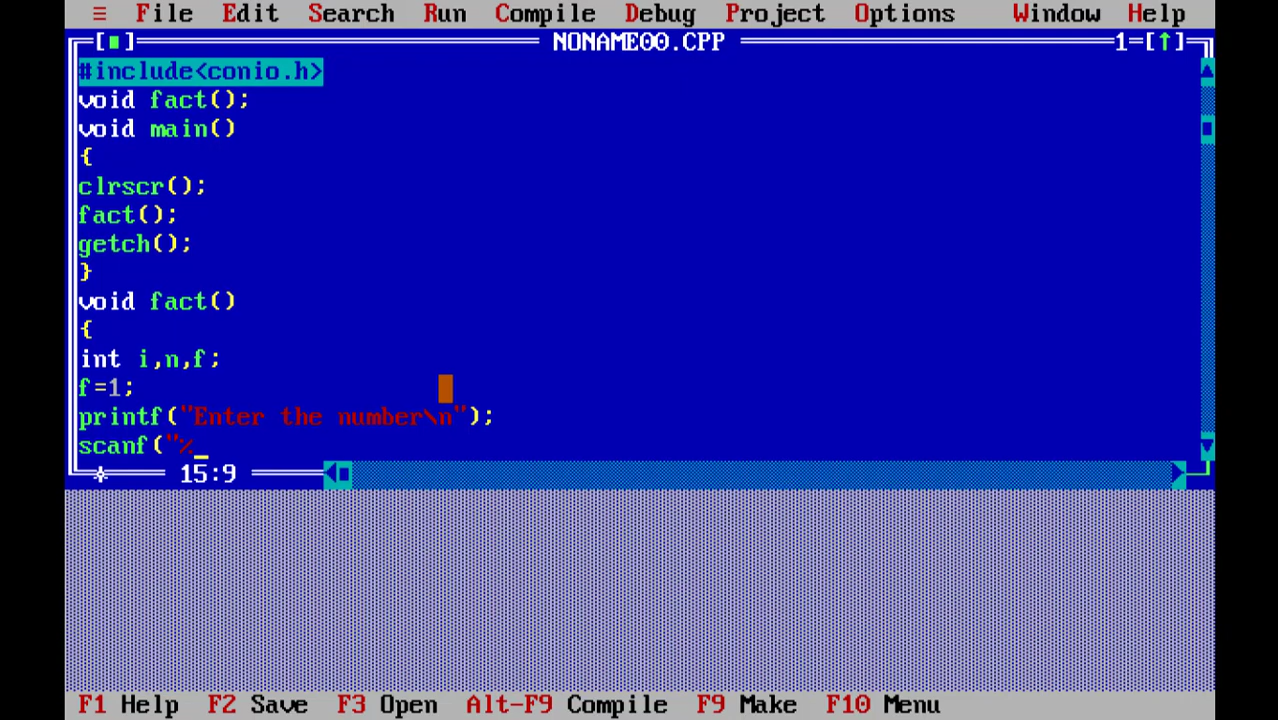 ≡ File Edit Search Run Compile Debug Project Options Window Help
[■] NONAME00.CPP 1=[↑]
#include<conio.h>
void fact();
void main()
{
clrscr();
fact();
getch();
}
void fact()
{
int i,n,f;
f=1;
printf("Enter the number\n");
scanf("%_
15:9
F1 Help F2 Save F3 Open Alt-F9 Compile F9 Make F10 Menu